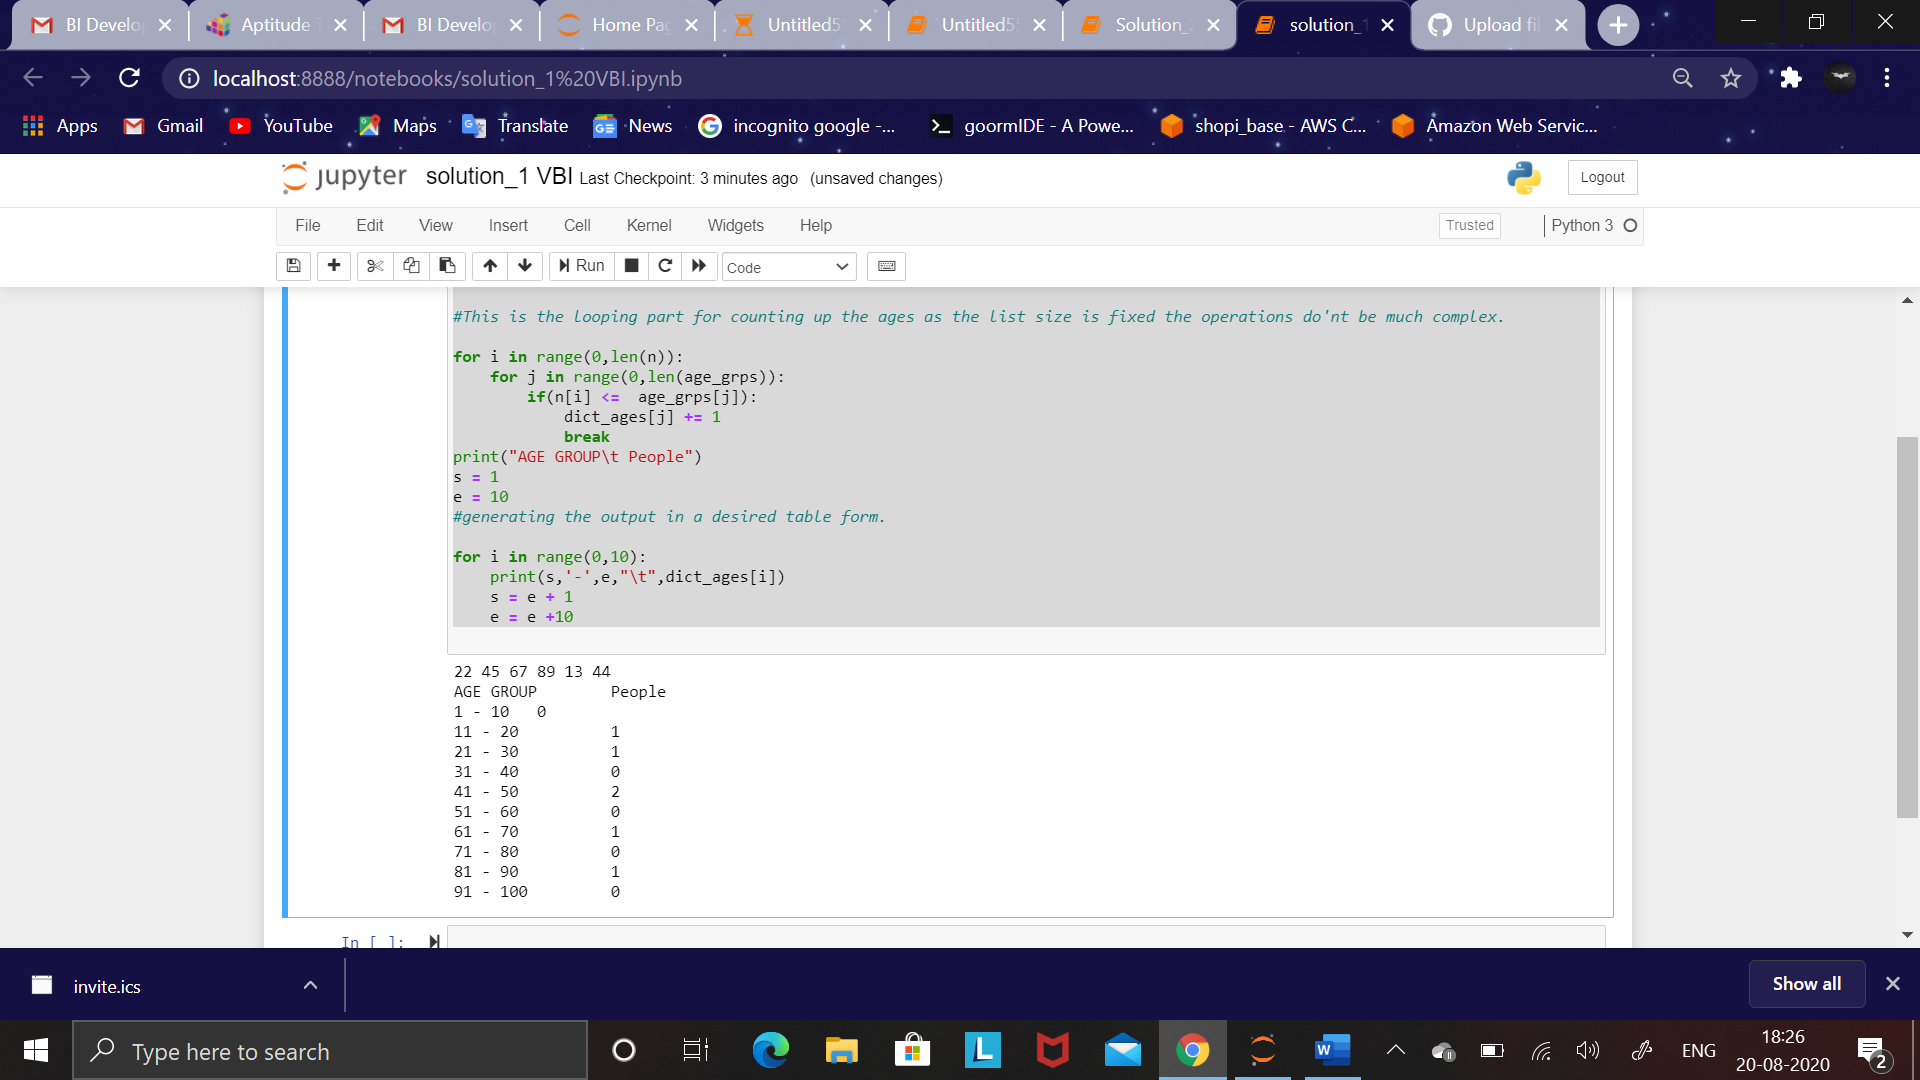 BI Develo Aptitude T BI Develo Home Pag Untitled5 Untitled5 Solution_2 solution_1 Upload fil
localhost:8888/notebooks/solution_1%20VBI.ipynb
Apps Gmail YouTube Maps Translate News incognito google -... goormIDE - A Powe... shopi_base - AWS C... Amazon Web Servic...
jupyter solution_1 VBI Last Checkpoint: 3 minutes ago (unsaved changes) Logout
File Edit View Insert Cell Kernel Widgets Help Trusted Python 3
Run Code
#This is the looping part for counting up the ages as the list size is fixed the operations do'nt be much complex.
for i in range(0,len(n)):
    for j in range(0,len(age_grps)):
        if(n[i] <=  age_grps[j]):
            dict_ages[j] += 1
            break
print("AGE GROUP\t People")
s = 1
e = 10
#generating the output in a desired table form.
for i in range(0,10):
    print(s,'-',e,"\t",dict_ages[i])
    s = e + 1
    e = e +10
22 45 67 89 13 44
AGE GROUP        People
1 - 10   0
11 - 20          1
21 - 30          1
31 - 40          0
41 - 50          2
51 - 60          0
61 - 70          1
71 - 80          0
81 - 90          1
91 - 100         0
In [ ]:
invite.ics Show all
Type here to search L W ENG 18:26
20-08-2020 2